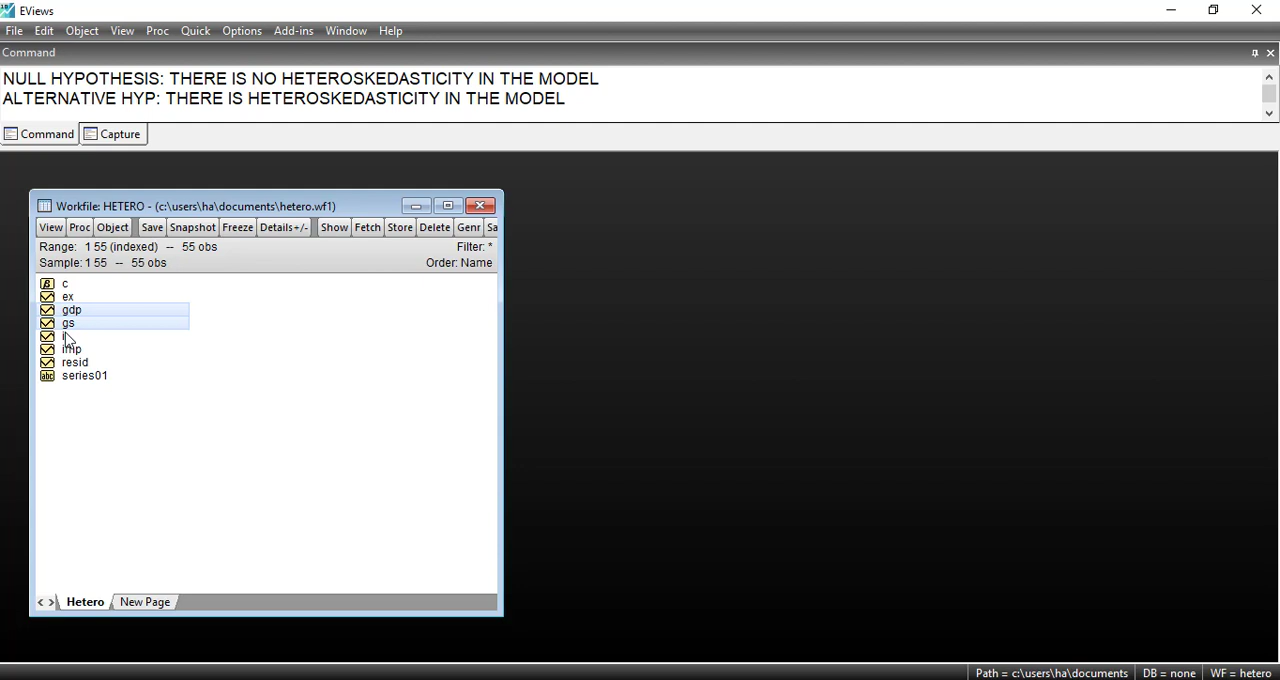 EViews
File Edit Object View Proc Quick Options Add-ins Window Help
Command
NULL HYPOTHESIS: THERE IS NO HETEROSKEDASTICITY IN THE MODEL
ALTERNATIVE HYP: THERE IS HETEROSKEDASTICITY IN THE MODEL
Command Capture
Workfile: HETERO - (c:\users\ha\documents\hetero.wf1)
View Proc Object Save Snapshot Freeze Details+/- Show Fetch Store Delete Genr Sa
Range: 1 55 (indexed) -- 55 obs Filter: *
Sample: 1 55 -- 55 obs Order: Name
β c
ex
gdp
gs
imp
resid
abc series01
< > Hetero New Page
Path = c:\users\ha\documents DB = none WF = hetero